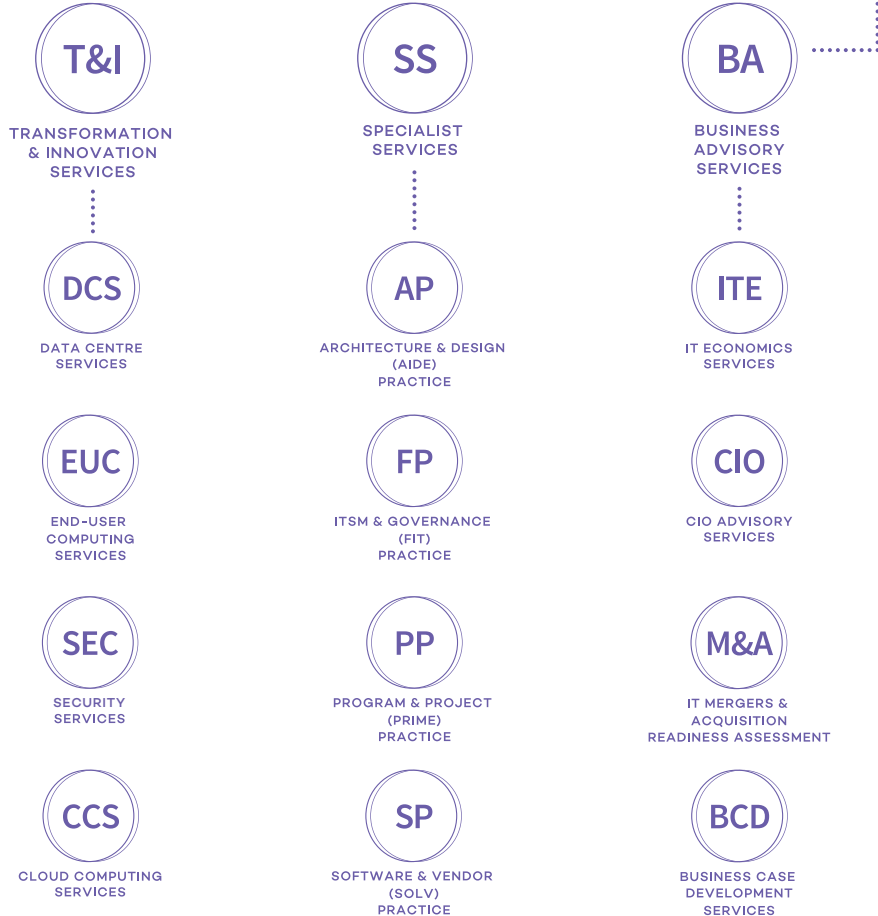 T&I
TRANSFORMATION
& INNOVATION
SERVICES
SS
SPECIALIST
SERVICES
BA
BUSINESS
ADVISORY
SERVICES
DCS
DATA CENTRE
SERVICES
AP
ARCHITECTURE & DESIGN
(AIDE)
PRACTICE
ITE
IT ECONOMICS
SERVICES
EUC
END-USER
COMPUTING
SERVICES
FP
ITSM & GOVERNANCE
(FIT)
PRACTICE
CIO
CIO ADVISORY
SERVICES
SEC
SECURITY
SERVICES
PP
PROGRAM & PROJECT
(PRIME)
PRACTICE
M&A
IT MERGERS &
ACQUISITION
READINESS ASSESSMENT
CCS
CLOUD COMPUTING
SERVICES
SP
SOFTWARE & VENDOR
(SOLV)
PRACTICE
BCD
BUSINESS CASE
DEVELOPMENT
SERVICES